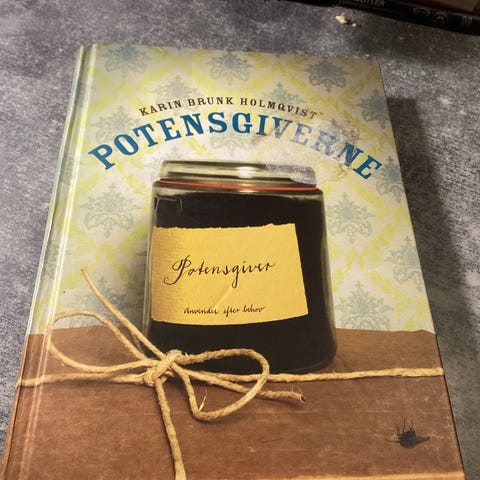 KARIN BRUNK HOLMQVIST
POTENSGIVERNE
Potensgiver
Anvendes efter behov